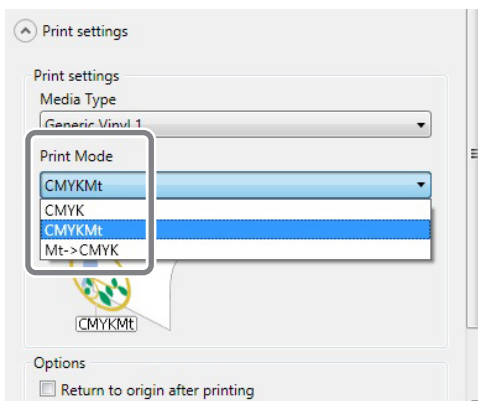 Print settings
Print settings
Media Type
Generic Vinyl 1
Print Mode
CMYKMt
CMYK
CMYKMt
Mt->CMYK
CMYKMt
Options
Return to origin after printing